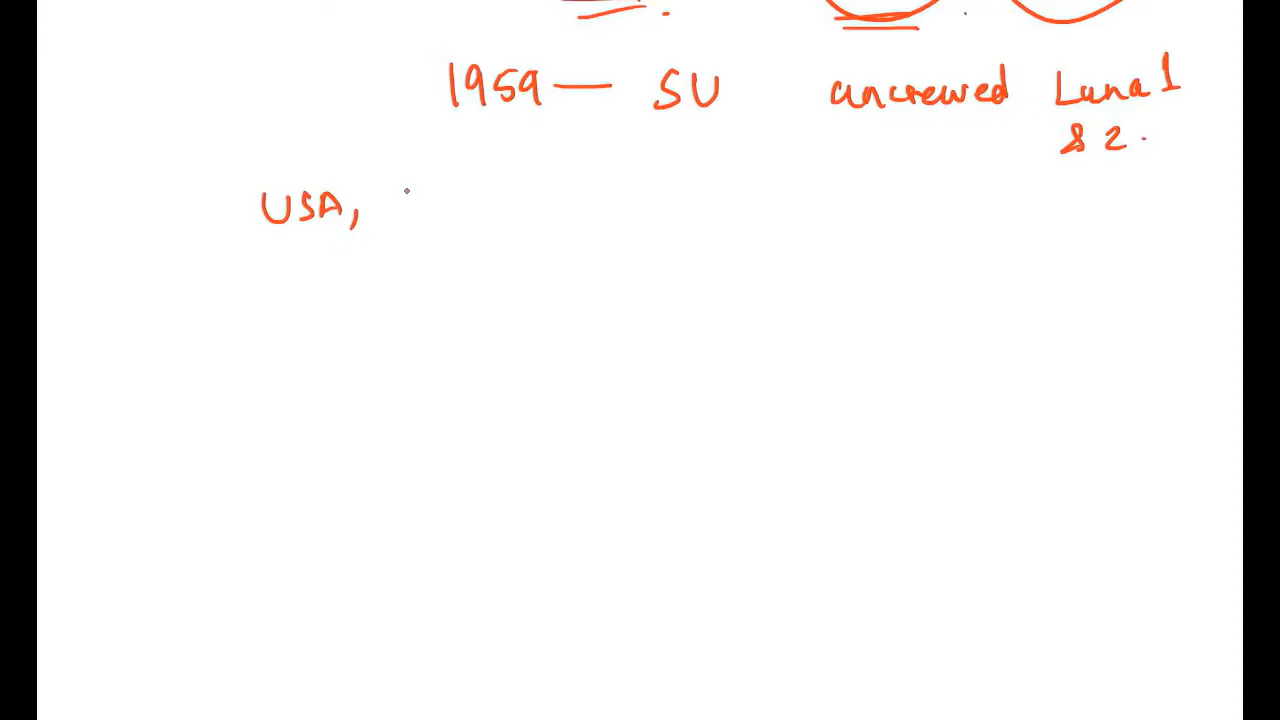 1959 — SU uncrewed Luna 1
& 2.
USA,